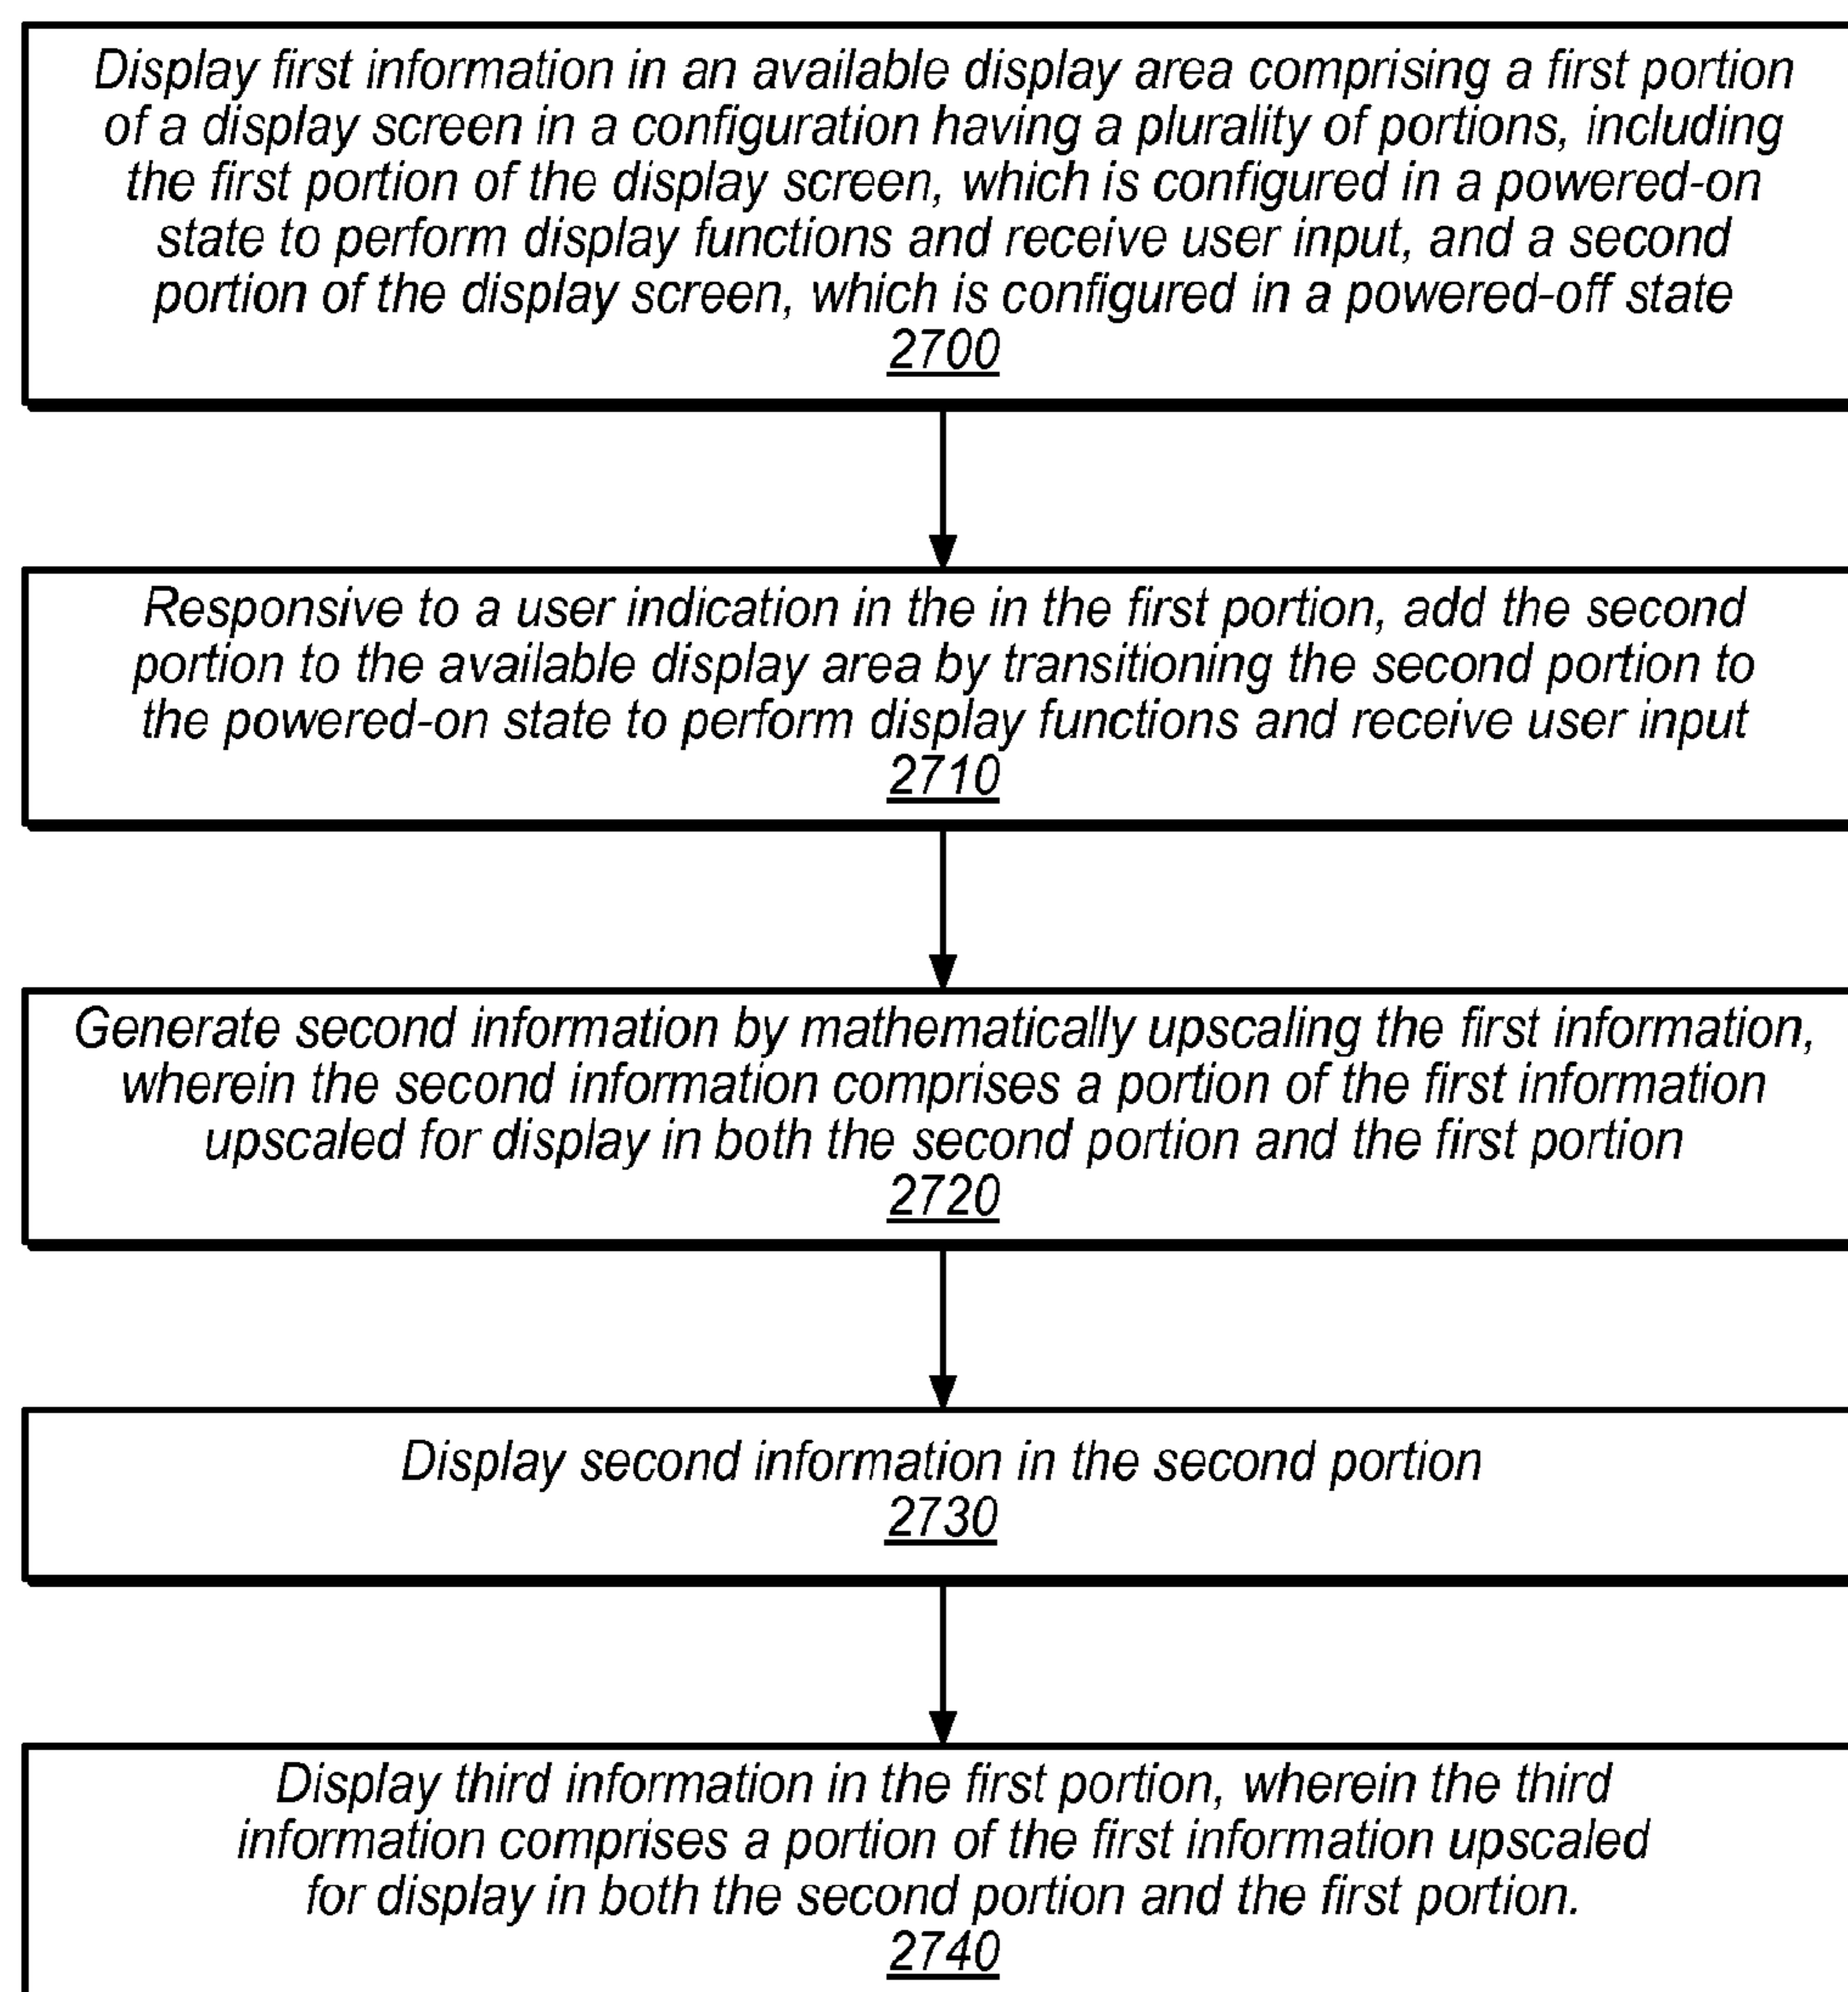 Display first information in an available display area comprising a first portion
of a display screen in a configuration having a plurality of portions, including
the first portion of the display screen, which is configured in a powered-on
state to perform display functions and receive user input, and a second
portion of the display screen, which is configured in a powered-off state
2700
Responsive to a user indication in the in the first portion, add the second
portion to the available display area by transitioning the second portion to
the powered-on state to perform display functions and receive user input
2710
Generate second information by mathematically upscaling the first information,
wherein the second information comprises a portion of the first information
upscaled for display in both the second portion and the first portion
2720
Display second information in the second portion
2730
Display third information in the first portion, wherein the third
information comprises a portion of the first information upscaled
for display in both the second portion and the first portion.
2740